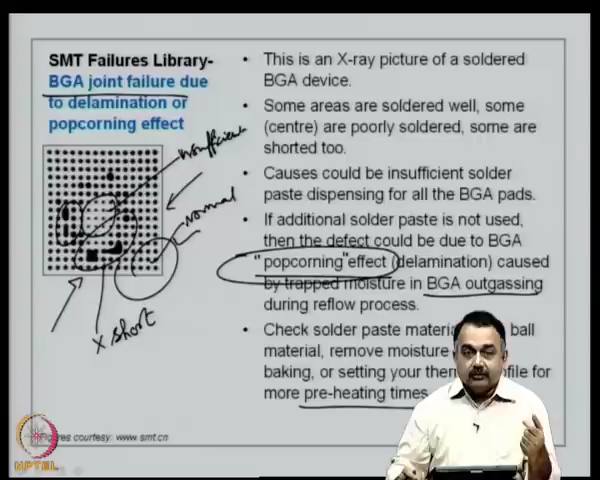 SMT Failures Library-
BGA joint failure due
to delamination or
popcorning effect
insufficient
normal
X short
• This is an X-ray picture of a soldered
BGA device.
• Some areas are soldered well, some
(centre) are poorly soldered, some are
shorted too.
• Causes could be insufficient solder
paste dispensing for all the BGA pads.
• If additional solder paste is not used,
then the defect could be due to BGA
"popcorning" effect (delamination) caused
by trapped moisture in BGA outgassing
during reflow process.
• Check solder paste material ball
material, remove moisture
baking, or setting your for
more pre-heating times
Figures courtesy: www.smt.cn
NPTEL